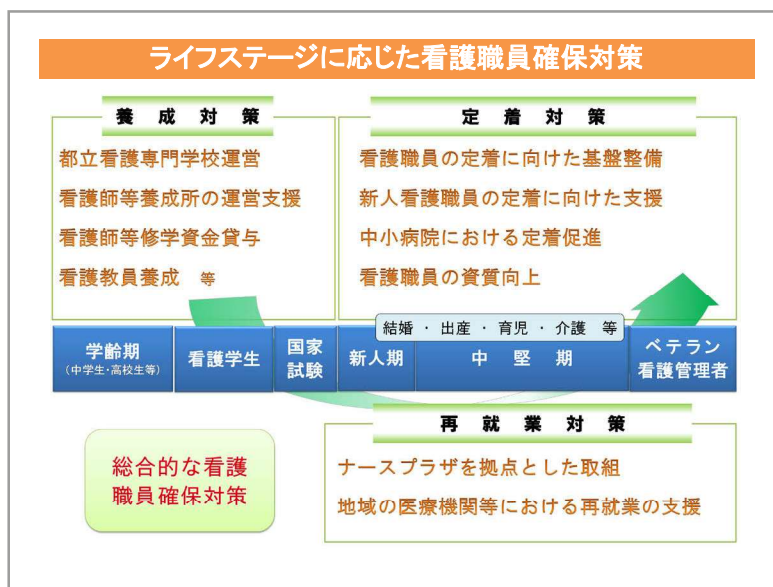 ライフステージに応じた看護職員確保対策
養 成 対 策
都立看護専門学校運営
看護師等養成所の運営支援
看護師等修学資金貸与
看護教員養成 等
定 着 対 策
看護職員の定着に向けた基盤整備
新人看護職員の定着に向けた支援
中小病院における定着促進
看護職員の資質向上
結婚 ・ 出産 ・ 育児 ・ 介護 等
学齢期
(中学生・高校生等)
看護学生
国家
試験
新人期
中 堅 期
ベテラン
看護管理者
再 就 業 対 策
ナースプラザを拠点とした取組
地域の医療機関等における再就業の支援
総合的な看護
職員確保対策